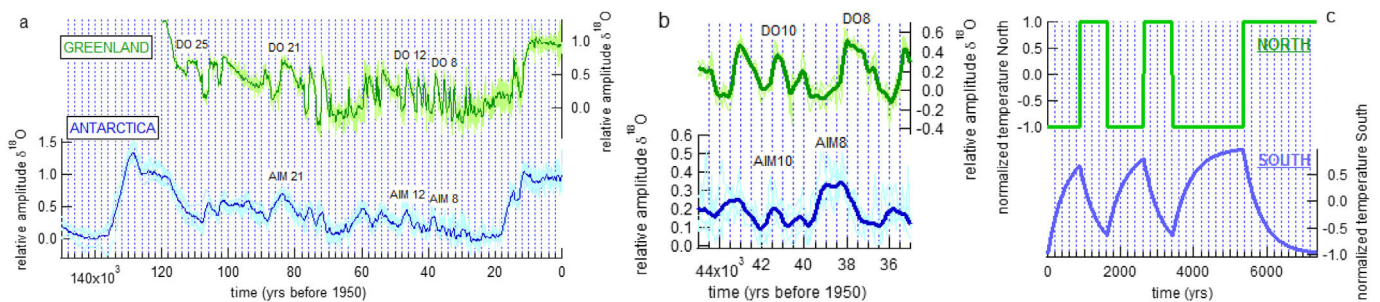 a
GREENLAND
DO 25
DO 21
DO 12
DO 8
1.0
0.5
0.0
relative amplitude δ¹⁸O
ANTARCTICA
AIM 21
AIM 12
AIM 8
1.5
1.0
0.5
0.0
relative amplitude δ¹⁸O
140x10³
120
100
80
60
40
20
0
time (yrs before 1950)
b
DO10
DO8
0.6
0.4
0.2
0.0
-0.2
-0.4
relative amplitude δ¹⁸O
AIM10
AIM8
0.6
0.5
0.4
0.3
0.2
0.1
0.0
relative amplitude δ¹⁸O
44x10³
42
40
38
36
time (yrs before 1950)
c
NORTH
1.0
0.5
0.0
-0.5
-1.0
normalized temperature North
SOUTH
0.5
0.0
-0.5
-1.0
normalized temperature South
0
2000
4000
6000
time (yrs)